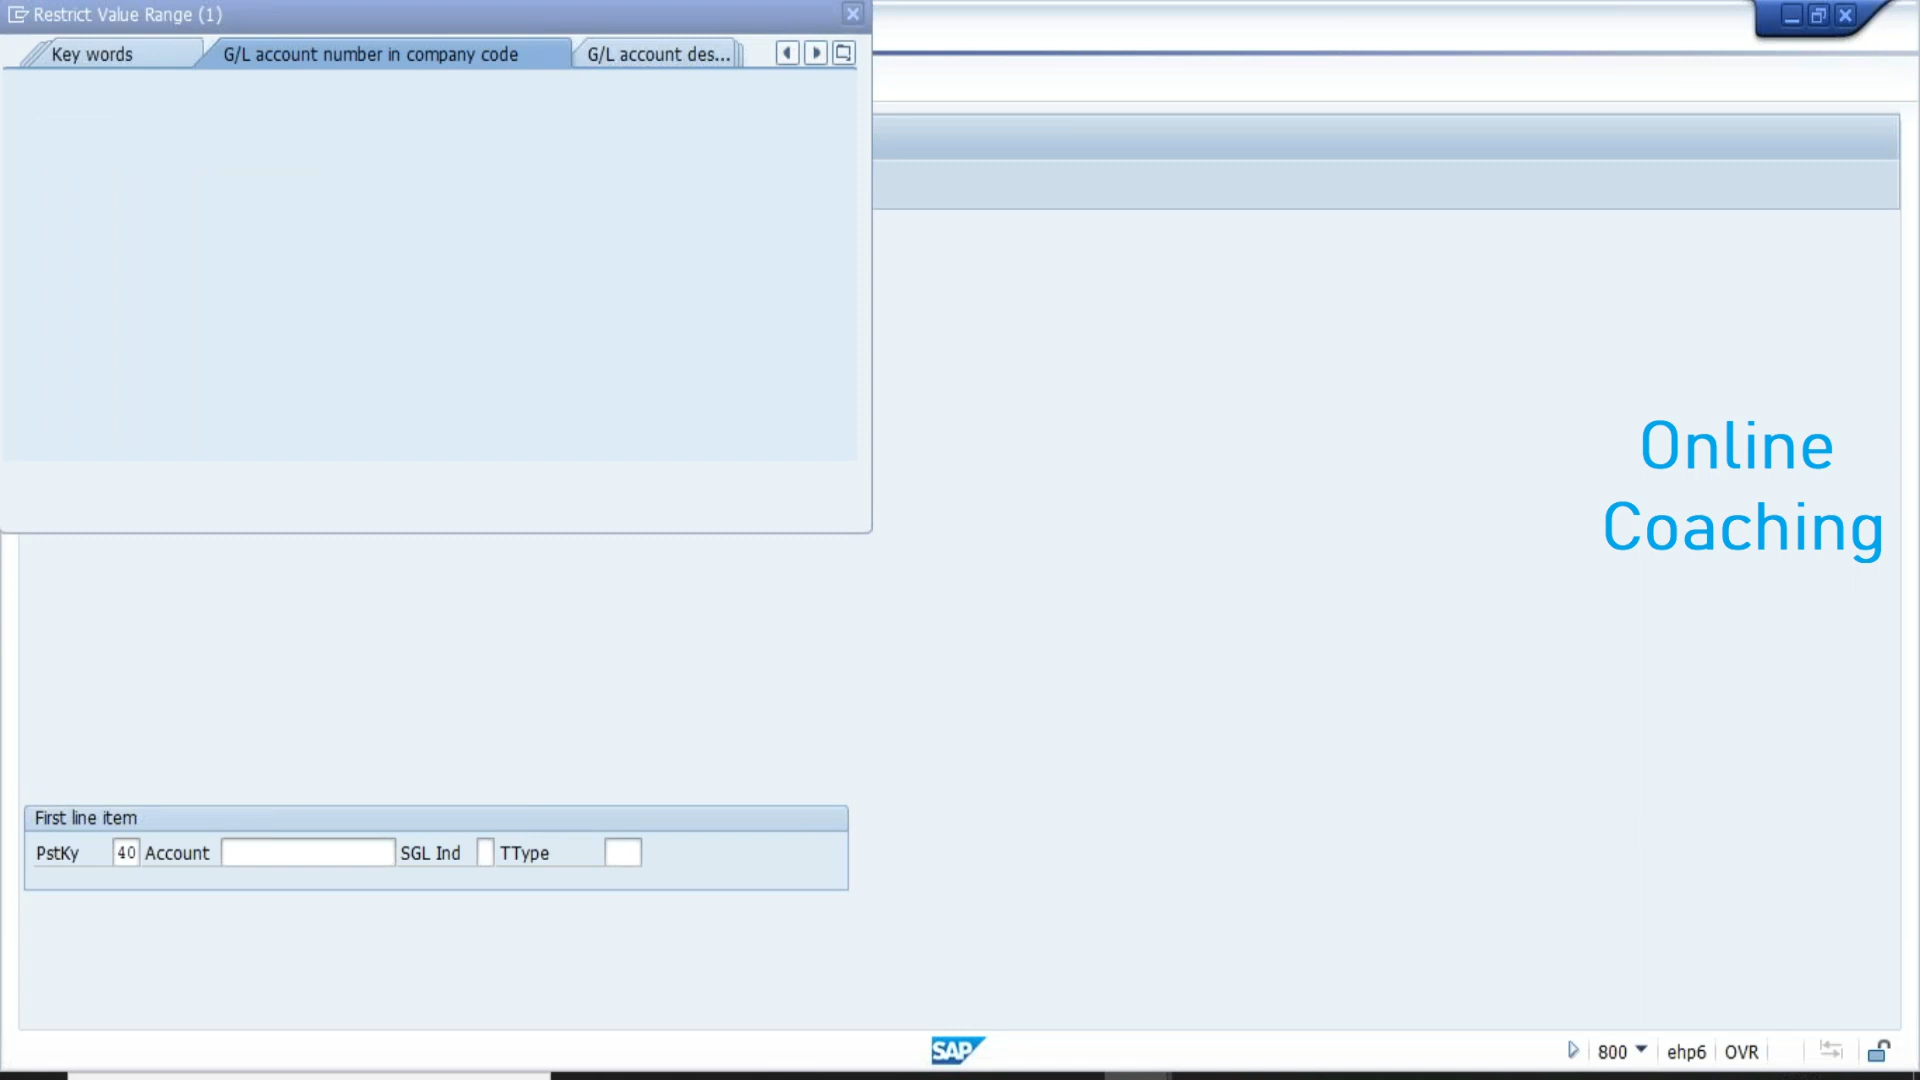 Restrict Value Range (1)
Key words
G/L account number in company code
G/L account des...
Online
Coaching
First line item
PstKy 40 Account SGL Ind TType
SAP
800 ehp6 OVR